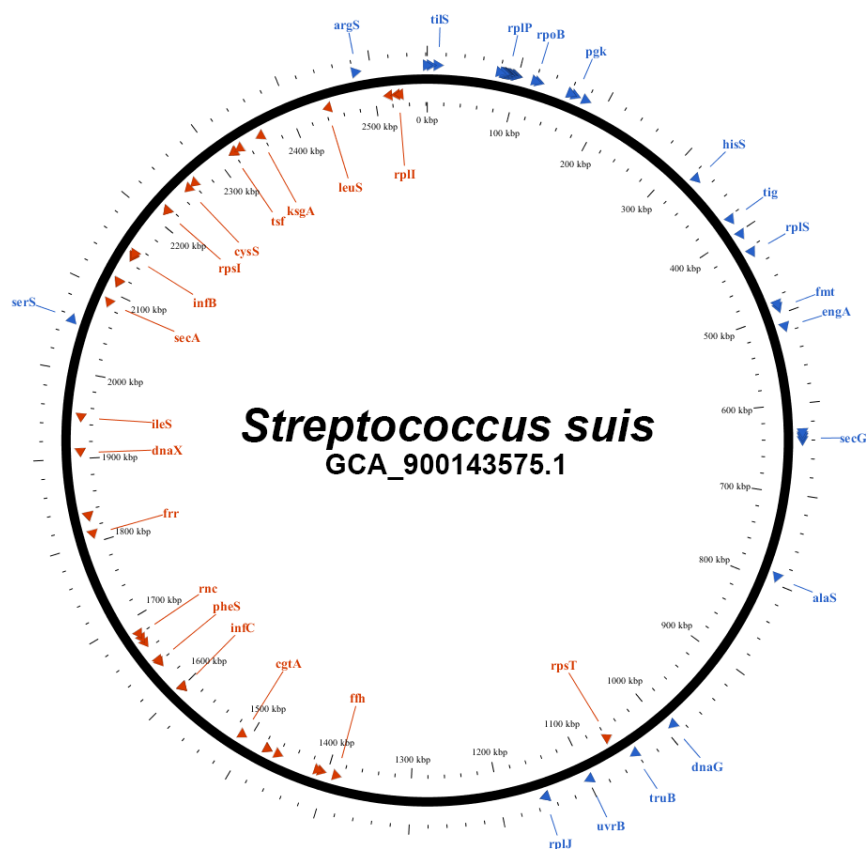 argS
tilS
rplP
rpoB
pgk
hisS
tig
rplS
fmt
engA
secG
alaS
dnaG
truB
uvrB
rplJ
serS
rplI
leuS
ksgA
tsf
cysS
rpsI
infB
secA
ileS
dnaX
frr
rnc
pheS
infC
cgtA
ffh
rpsT
0 kbp
100 kbp
200 kbp
300 kbp
400 kbp
500 kbp
600 kbp
700 kbp
800 kbp
900 kbp
1000 kbp
1100 kbp
1200 kbp
1300 kbp
1400 kbp
1500 kbp
1600 kbp
1700 kbp
1800 kbp
1900 kbp
2000 kbp
2100 kbp
2200 kbp
2300 kbp
2400 kbp
2500 kbp
Streptococcus suis
GCA_900143575.1